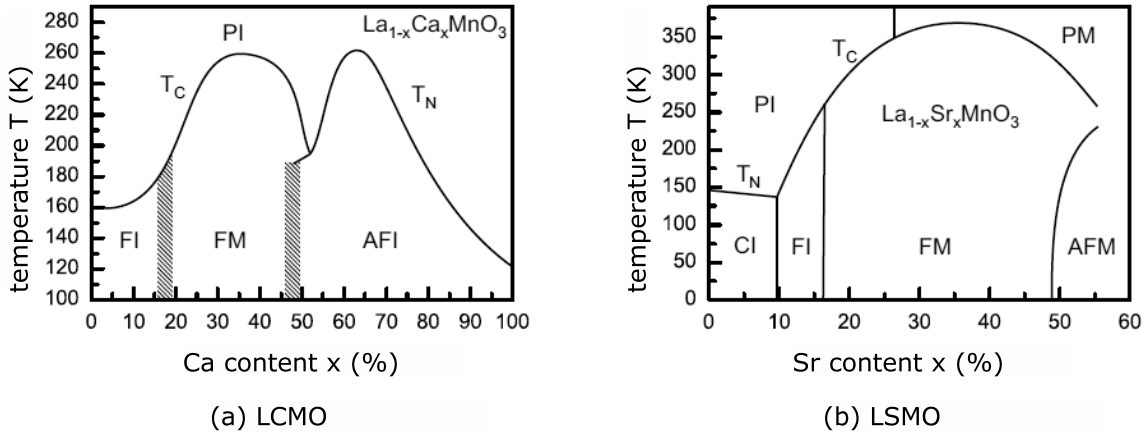 280
260
240
220
200
180
160
140
120
100
temperature T (K)
PI
La1-xCaxMnO3
TC
TN
FI
FM
AFI
0 10 20 30 40 50 60 70 80 90 100
Ca content x (%)
(a) LCMO
350
300
250
200
150
100
50
0
temperature T (K)
PM
TC
PI
La1-xSrxMnO3
TN
CI
FI
FM
AFM
0 10 20 30 40 50 60
Sr content x (%)
(b) LSMO